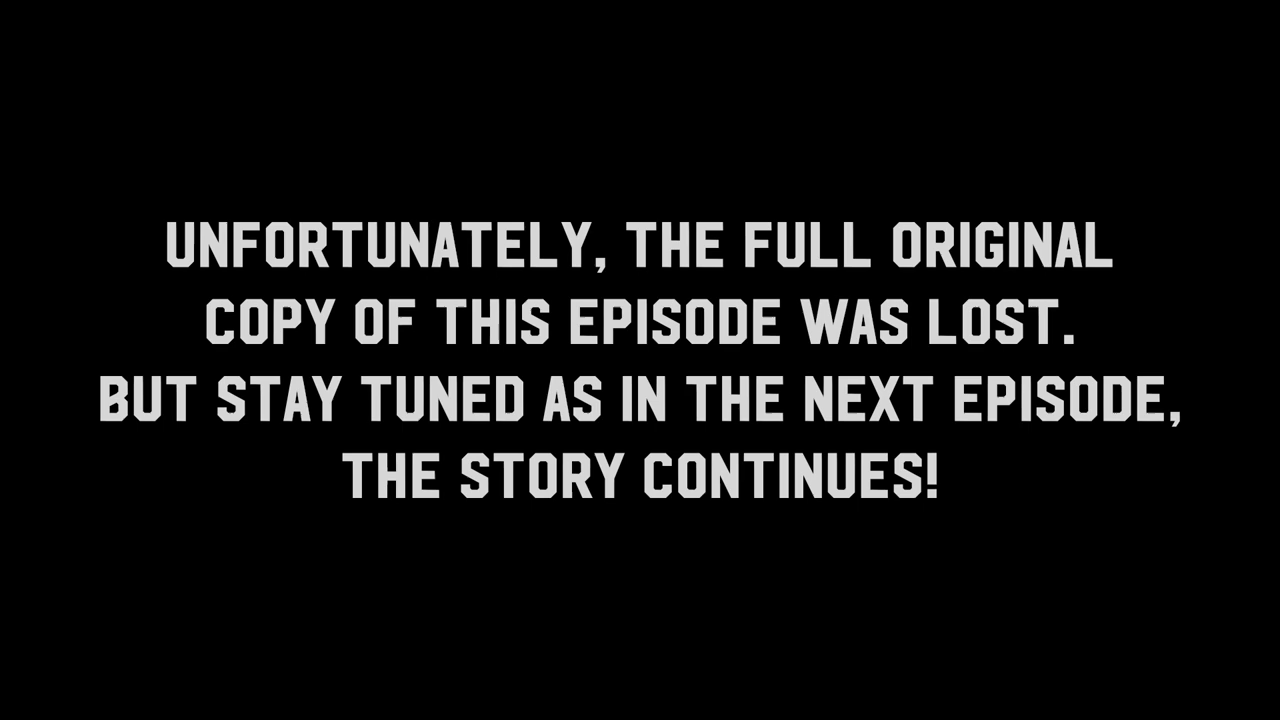 UNFORTUNATELY, THE FULL ORIGINAL
COPY OF THIS EPISODE WAS LOST.
BUT STAY TUNED AS IN THE NEXT EPISODE,
THE STORY CONTINUES!